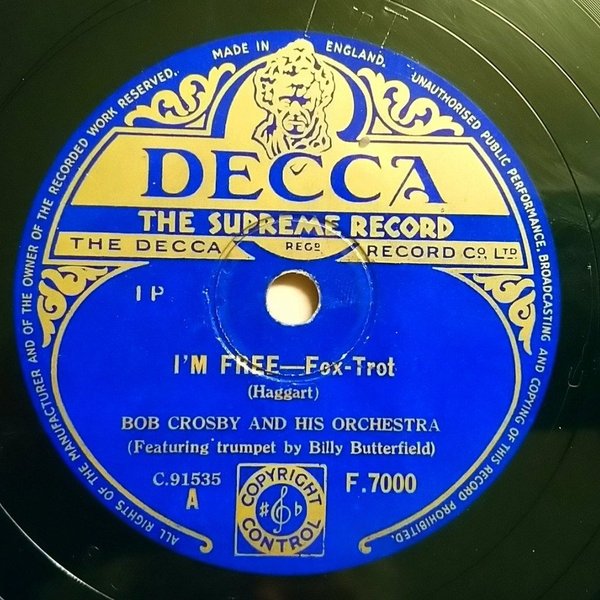 MADE IN ENGLAND.
ALL RIGHTS OF THE MANUFACTURER AND OF THE OWNER OF THE RECORDED WORK RESERVED.
UNAUTHORISED PUBLIC PERFORMANCE, BROADCASTING AND COPYING OF THIS RECORD PROHIBITED.
DECCA
THE SUPREME RECORD
THE DECCA REGD RECORD CO. LTD.
1P
I'M FREE—Fox-Trot
(Haggart)
BOB CROSBY AND HIS ORCHESTRA
(Featuring trumpet by Billy Butterfield)
C.91535 F.7000
A
COPYRIGHT
CONTROL